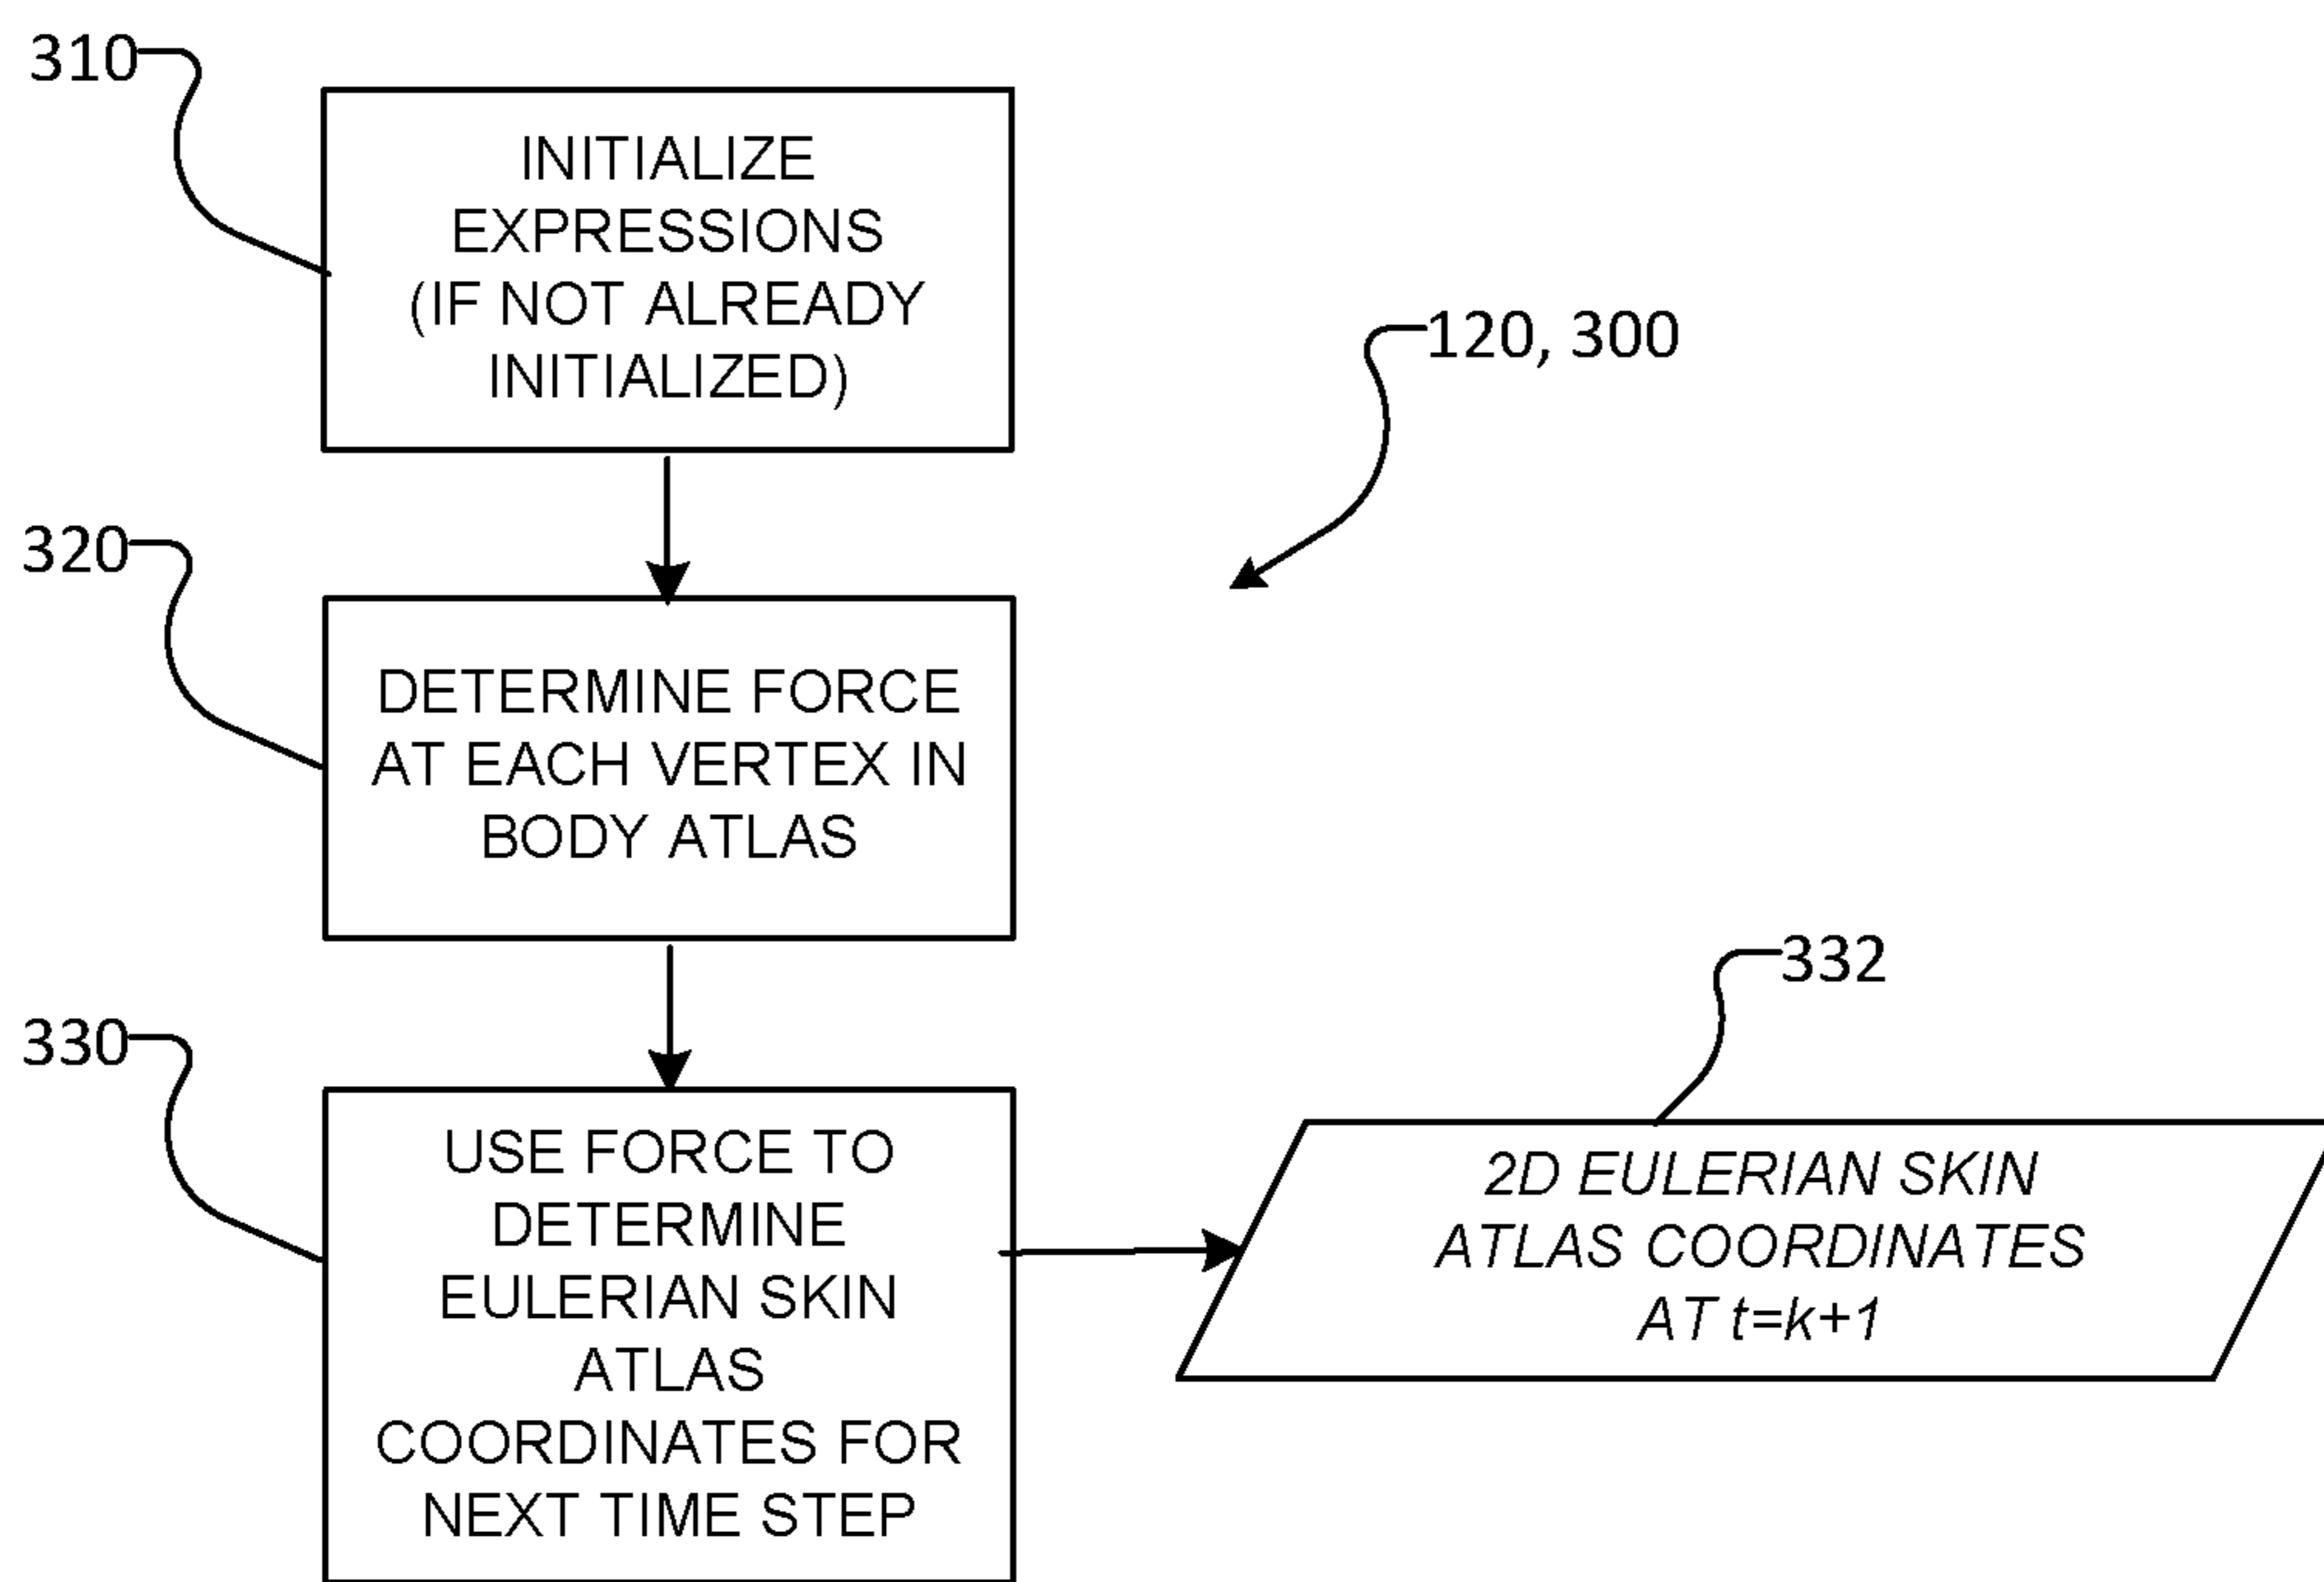 310
INITIALIZE
EXPRESSIONS
(IF NOT ALREADY
INITIALIZED)
120, 300
320
DETERMINE FORCE
AT EACH VERTEX IN
BODY ATLAS
332
330
USE FORCE TO
DETERMINE
EULERIAN SKIN
ATLAS
COORDINATES FOR
NEXT TIME STEP
2D EULERIAN SKIN
ATLAS COORDINATES
AT t=k+1